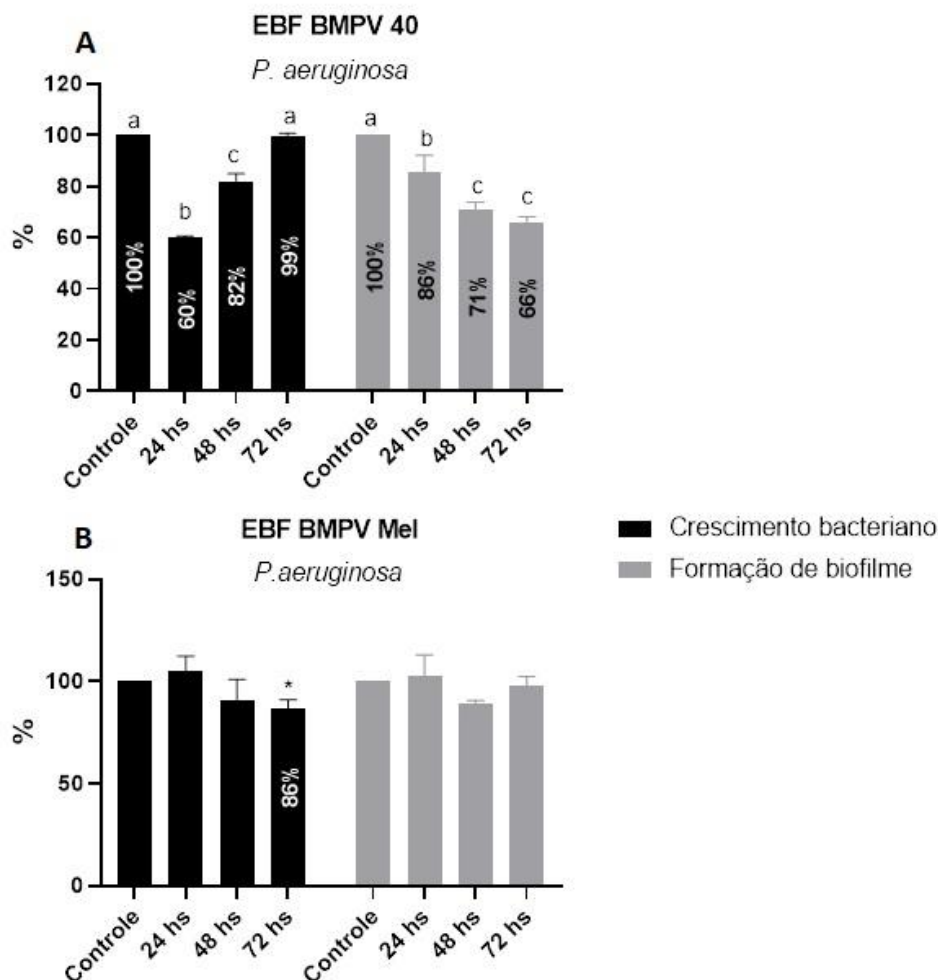 A
EBF BMPV 40
P. aeruginosa
%
120
100
80
60
40
20
0
a
b
c
a
a
b
c
c
100%
60%
82%
99%
100%
86%
71%
66%
Controle
24 hs
48 hs
72 hs
Controle
24 hs
48 hs
72 hs
B
EBF BMPV Mel
P.aeruginosa
%
150
100
50
0
*
86%
Controle
24 hs
48 hs
72 hs
Controle
24 hs
48 hs
72 hs
Crescimento bacteriano
Formação de biofilme